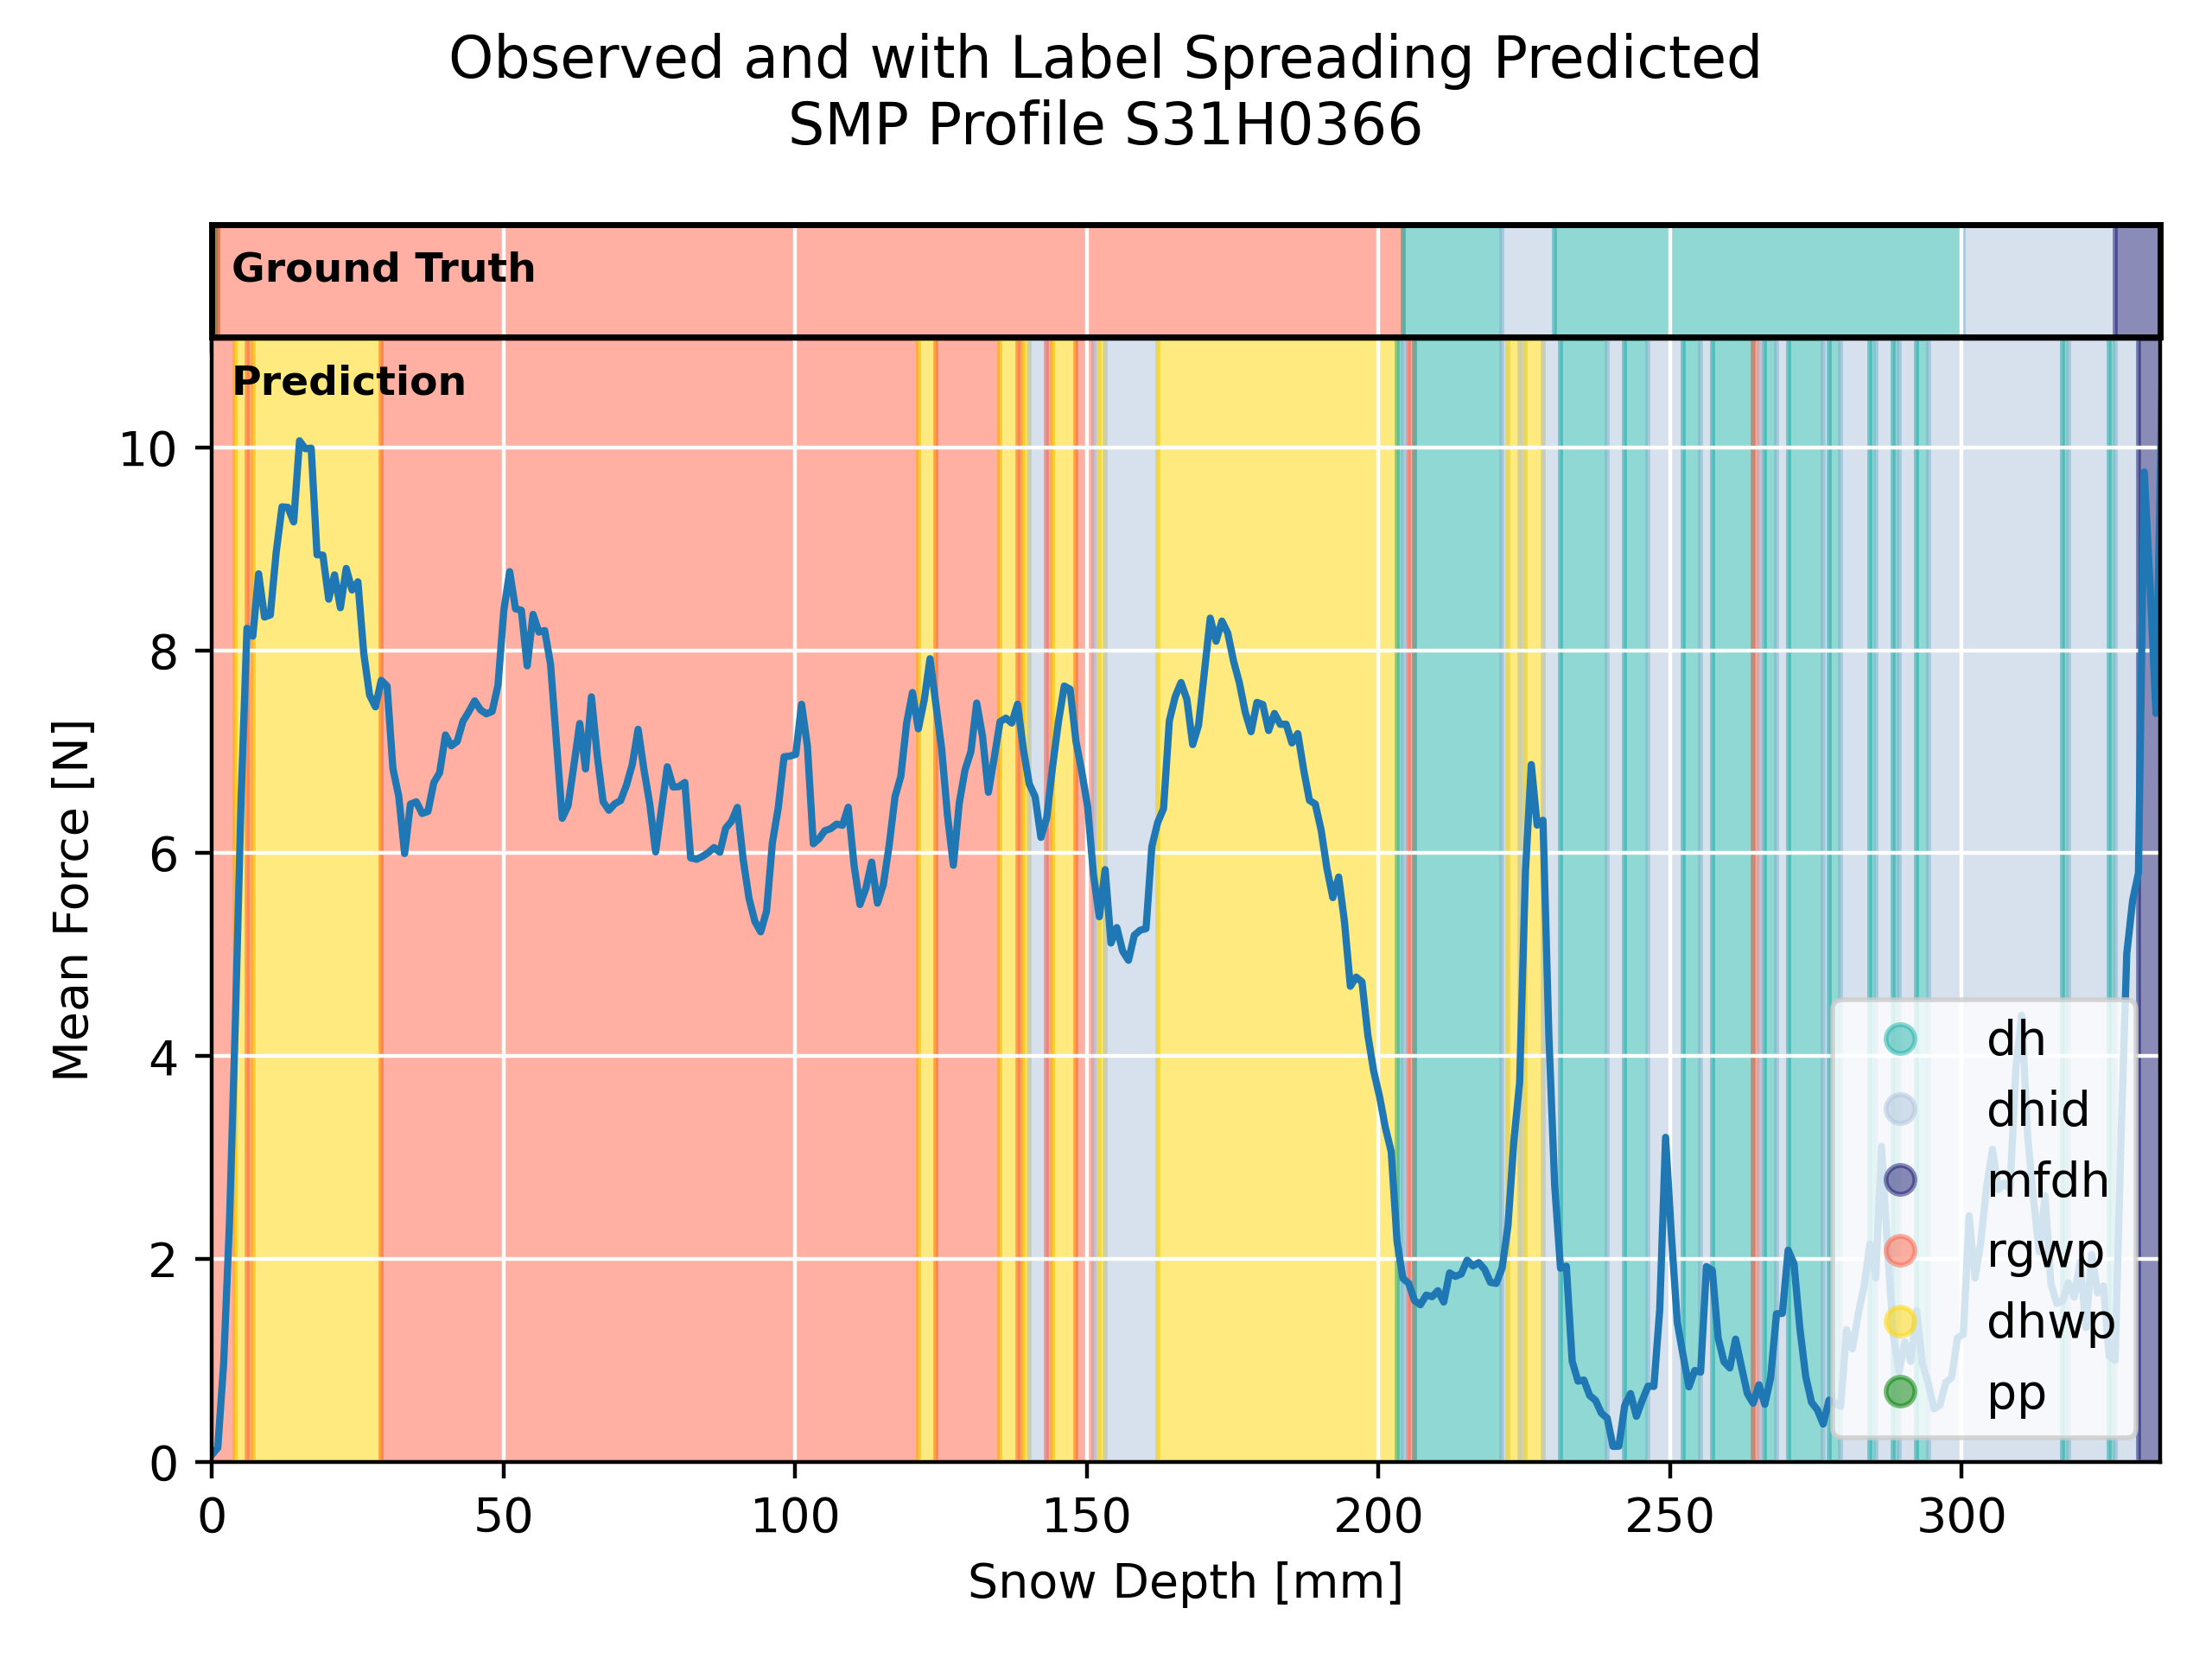 Observed and with Label Spreading Predicted
SMP Profile S31H0366
Ground Truth
Prediction
10
8
6
4
2
0
Mean Force [N]
dh
dhid
mfdh
rgwp
dhwp
pp
0 50 100 150 200 250 300
Snow Depth [mm]